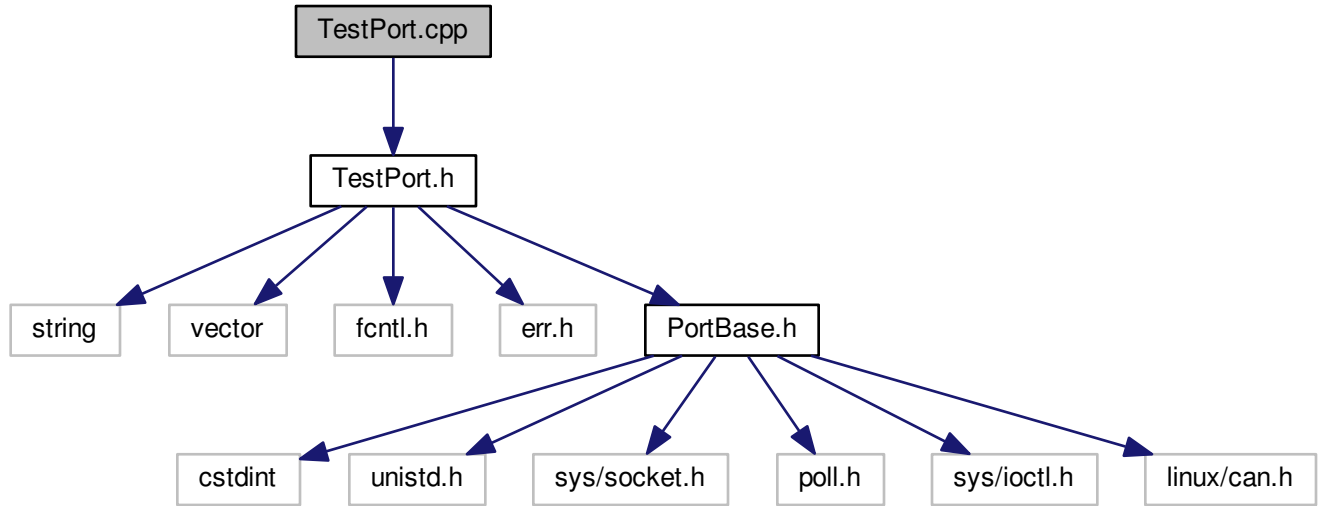 TestPort.cpp
TestPort.h
string
vector
fcntl.h
err.h
PortBase.h
cstdint
unistd.h
sys/socket.h
poll.h
sys/ioctl.h
linux/can.h